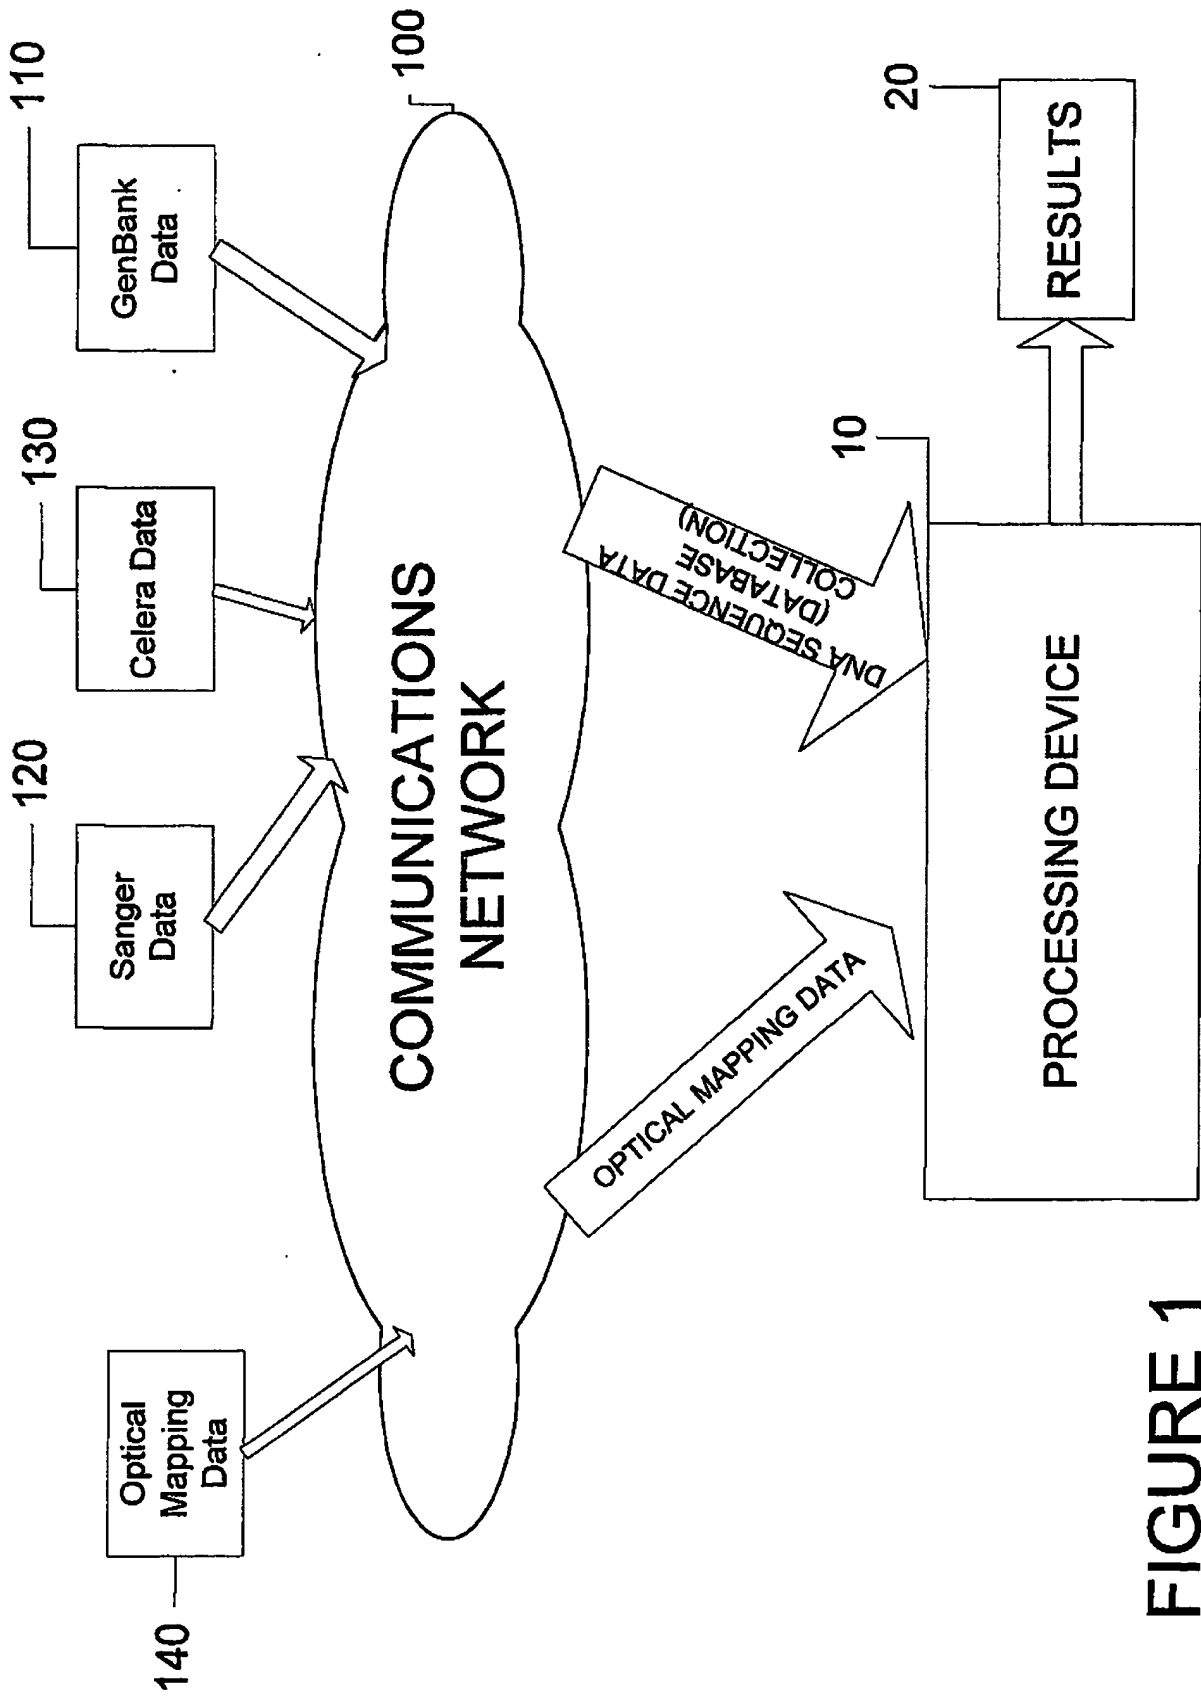 140
Optical
Mapping
Data
120
Sanger
Data
130
Celera Data
110
GenBank
Data
100
COMMUNICATIONS
NETWORK
OPTICAL MAPPING DATA
DNA SEQUENCE DATA
(DATABASE
COLLECTION)
10
PROCESSING DEVICE
20
RESULTS
FIGURE 1